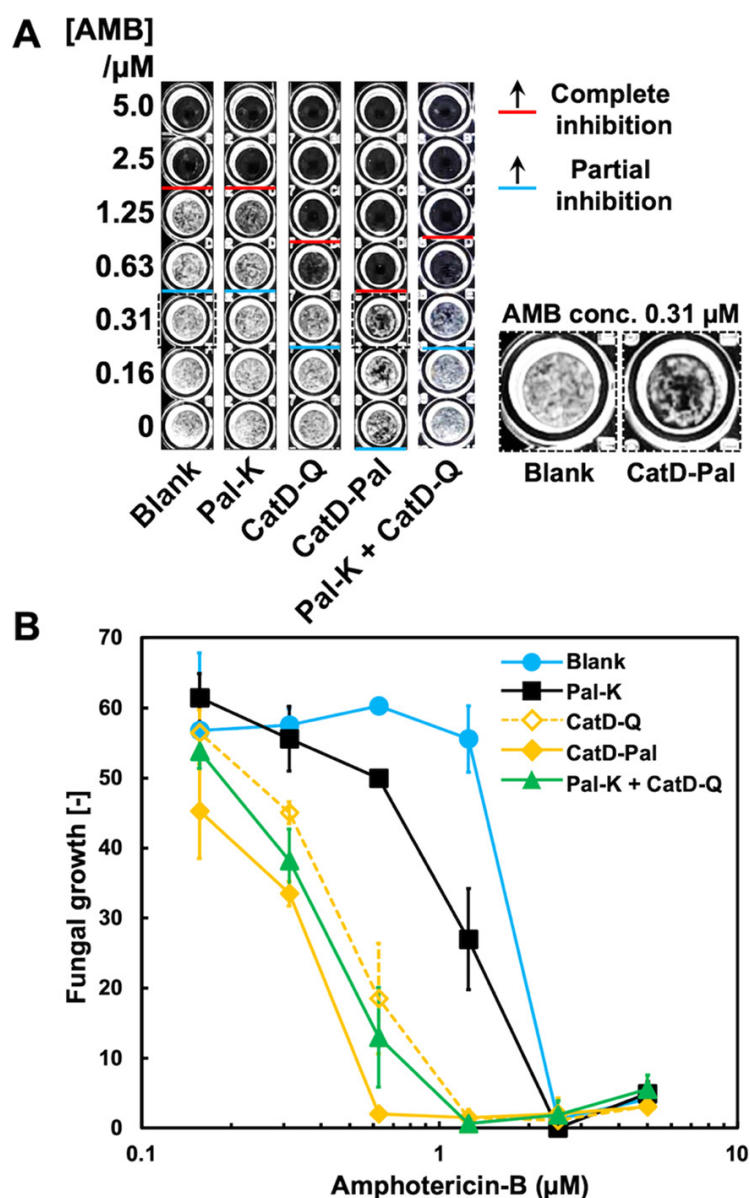 A
[AMB]
/µM
5.0
2.5
1.25
0.63
0.31
0.16
0
Complete
inhibition
Partial
inhibition
AMB conc. 0.31 µM
Blank
CatD-Pal
Blank
Pal-K
CatD-Q
CatD-Pal
Pal-K + CatD-Q
B
70
60
50
40
30
20
10
0
Fungal growth [-]
Blank
Pal-K
CatD-Q
CatD-Pal
Pal-K + CatD-Q
0.1
1
10
Amphotericin-B (µM)